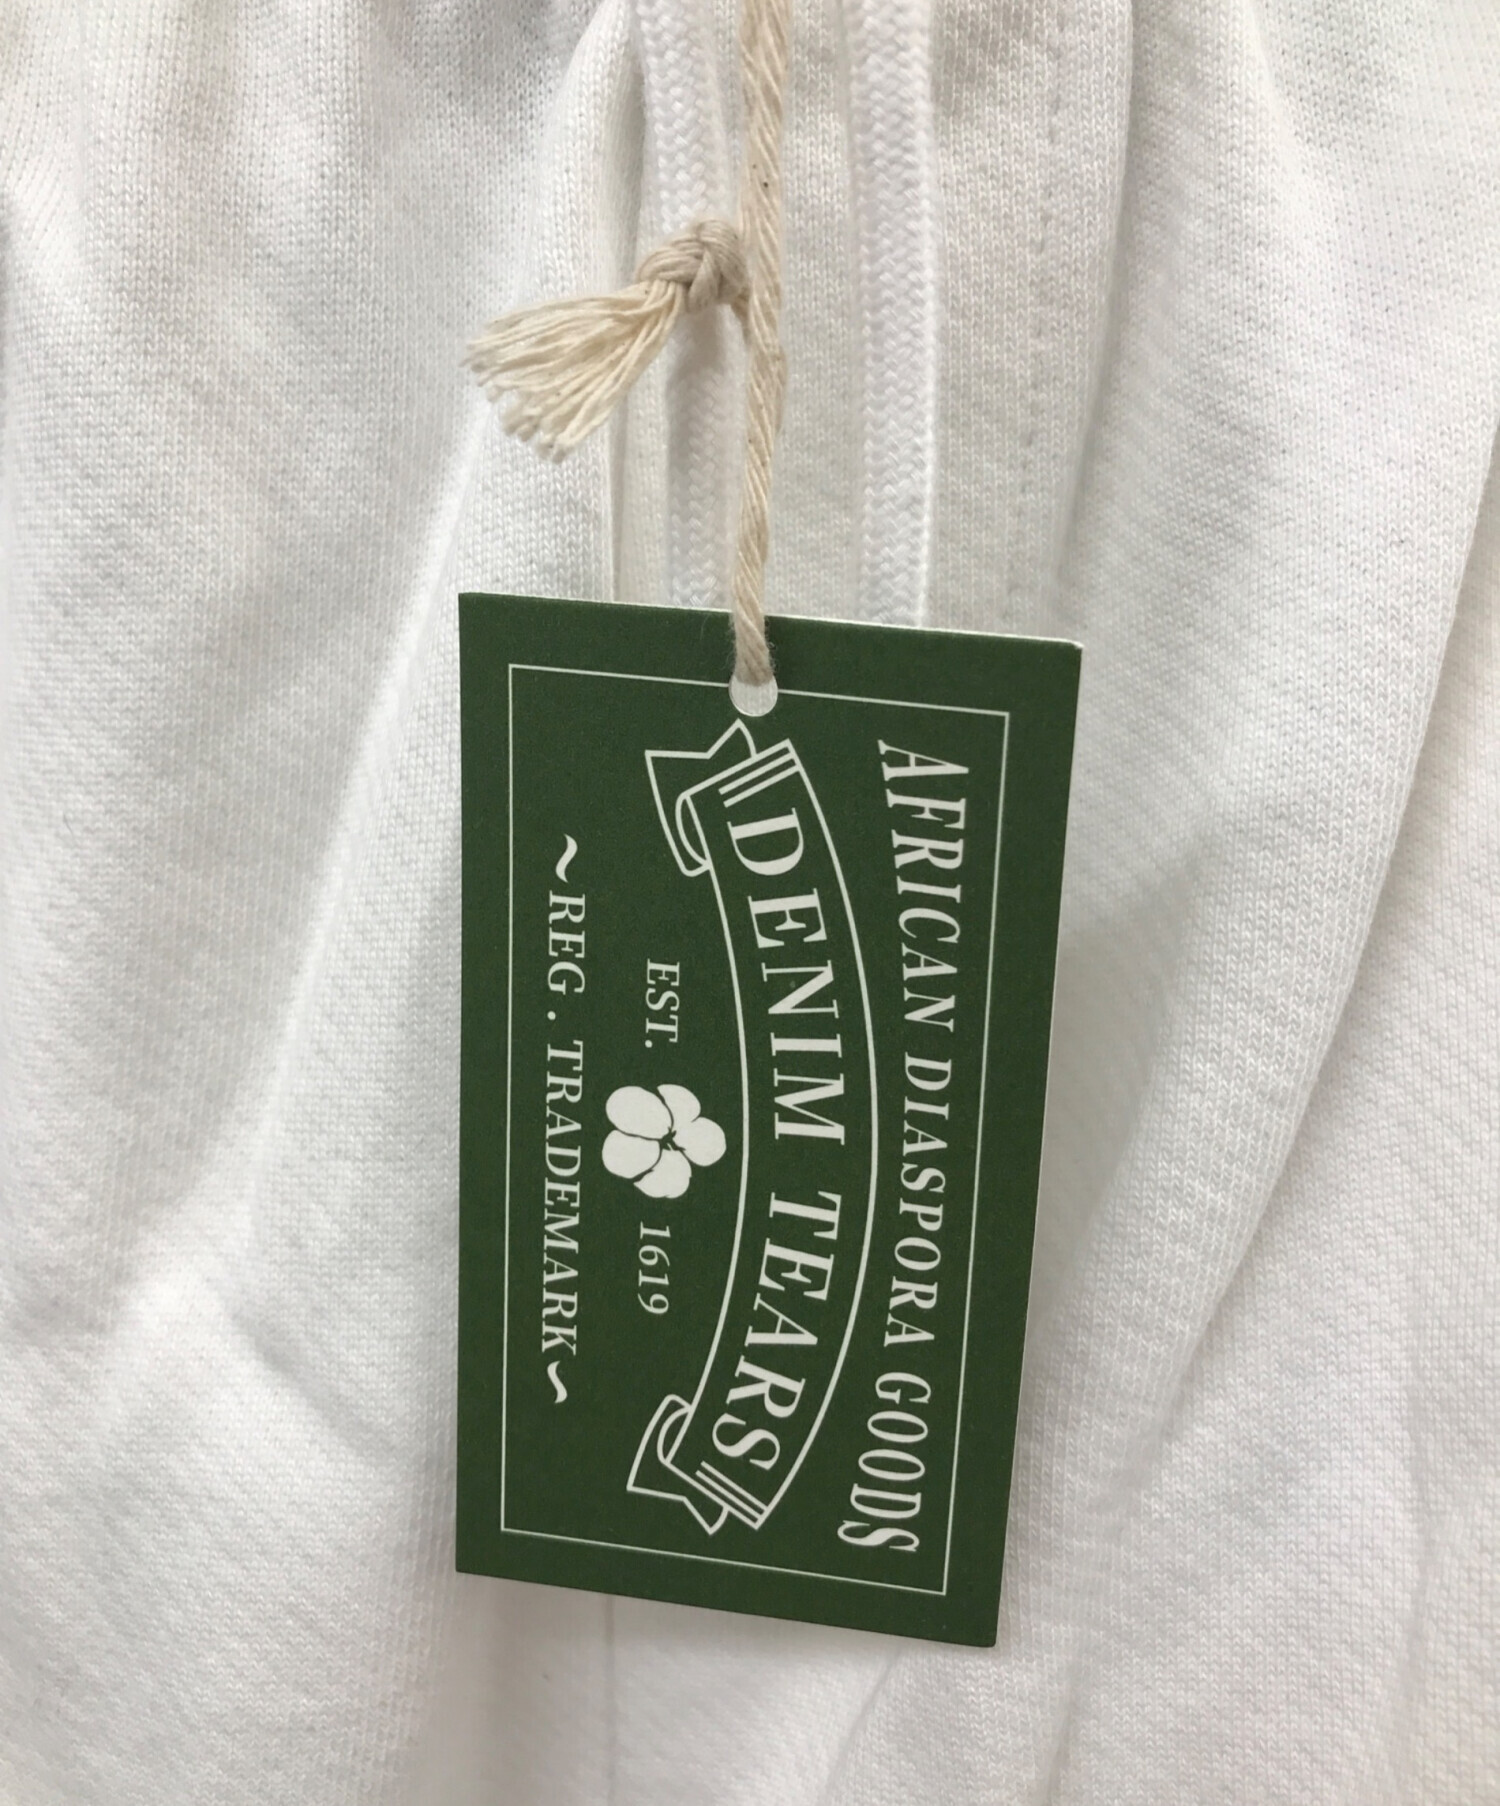 AFRICAN DIASPORA GOODS
DENIM TEARS
EST. 1619
~REG. TRADEMARK~